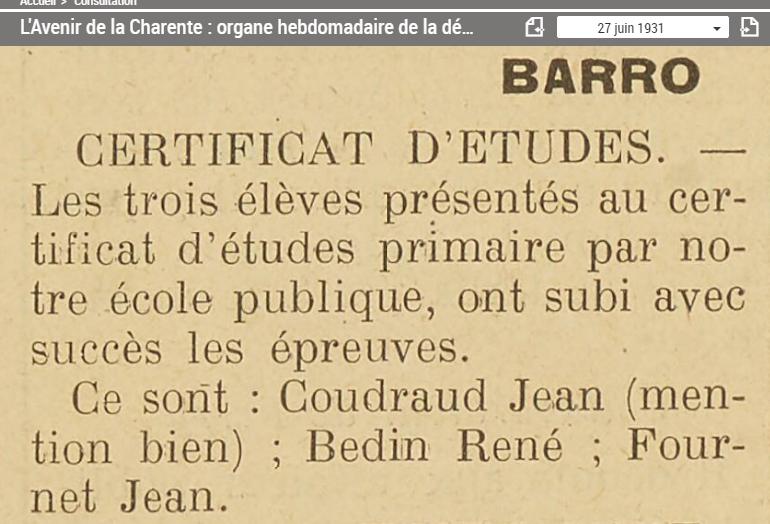 Accueil > Consultation
L'Avenir de la Charente : organe hebdomadaire de la dé...
27 juin 1931
BARRO
CERTIFICAT D'ETUDES. —
Les trois élèves présentés au cer-
tificat d'études primaire par no-
tre école publique, ont subi avec
succès les épreuves.
Ce sont : Coudraud Jean (men-
tion bien) ; Bedin René ; Four-
net Jean.